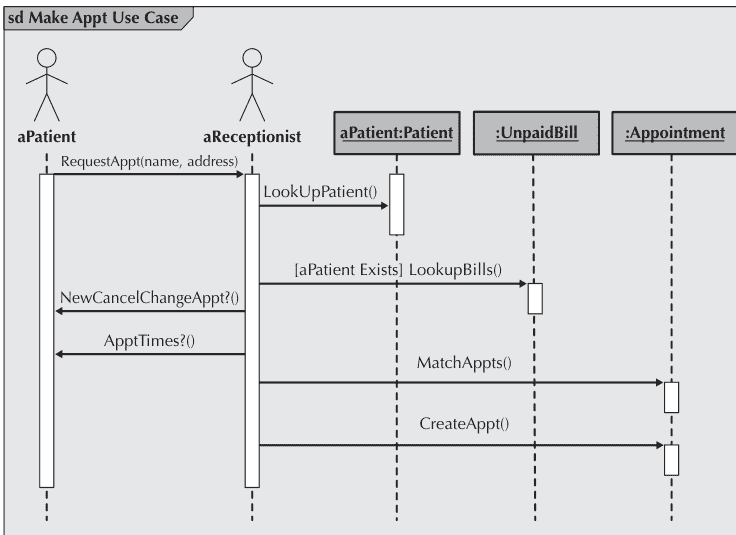 sd Make Appt Use Case
aPatient
aReceptionist
aPatient:Patient
:UnpaidBill
:Appointment
RequestAppt(name, address)
LookUpPatient()
[aPatient Exists] LookupBills()
NewCancelChangeAppt?()
ApptTimes?()
MatchAppts()
CreateAppt()